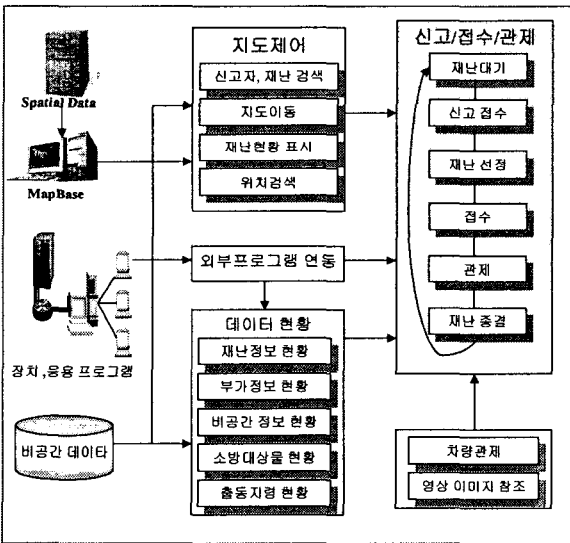 Spatial Data
MapBase
장치,응용 프로그램
비공간 데이타
지도제어
신고자, 재난 검색
지도이동
재난현황 표시
위치검색
외부프로그램 연동
데이터 현황
재난정보 현황
부가정보 현황
비공간 정보 현황
소방대상물 현황
출동지령 현황
신고/접수/관제
재난대기
신고 접수
재난 선정
접수
관제
재난 종결
차량관제
영상 이미지 참조